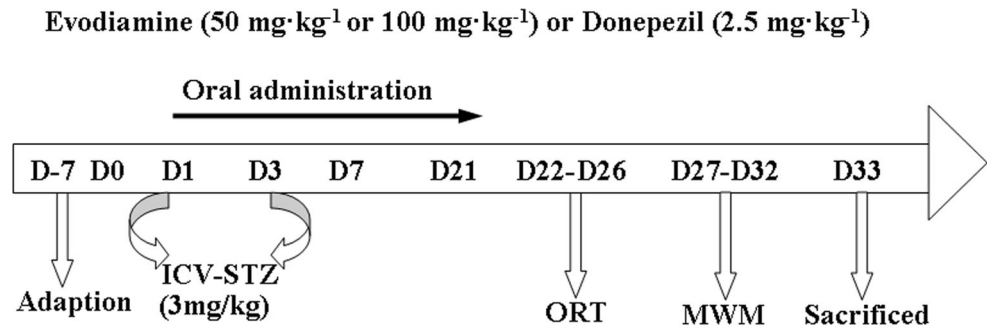 Evodiamine (50 mg·kg⁻¹ or 100 mg·kg⁻¹) or Donepezil (2.5 mg·kg⁻¹)
Oral administration
D-7 D0 D1 D3 D7 D21 D22-D26 D27-D32 D33
Adaption
ICV-STZ
(3mg/kg)
ORT MWM Sacrificed